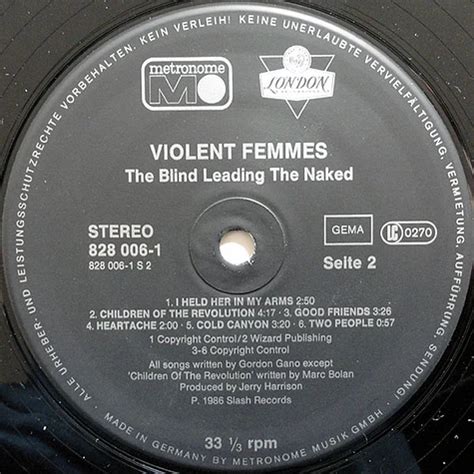 ALLE URHEBER- UND LEISTUNGSSCHUTZRECHTE VORBEHALTEN. KEIN VERLEIH! KEINE UNERLAUBTE VERVIELFÄLTIGUNG, VERMIETUNG, AUFFÜHRUNG, SENDUNG!
metronome
LONDON
VIOLENT FEMMES
The Blind Leading The Naked
STEREO
828 006-1
828 006-1 S 2
GEMA
LC 0270
Seite 2
1. I HELD HER IN MY ARMS 2:50
2. CHILDREN OF THE REVOLUTION 4:17 · 3. GOOD FRIENDS 3:26
4. HEARTACHE 2:00 · 5. COLD CANYON 3:20 · 6. TWO PEOPLE 0:57
1 Copyright Control/2 Wizard Publishing
3-6 Copyright Control
All songs written by Gordon Gano except
'Children Of The Revolution' written by Marc Bolan
Produced by Jerry Harrison
P. 1986 Slash Records
33 1/3 rpm
MADE IN GERMANY BY METRONOME MUSIK GMBH